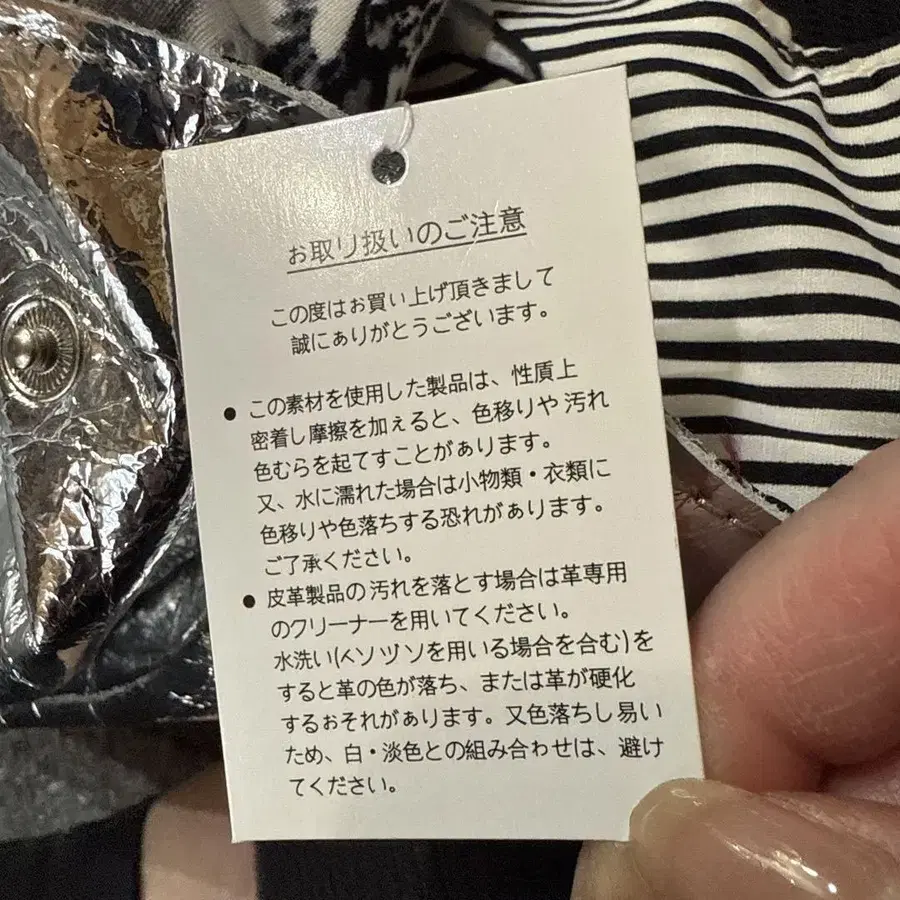 お取り扱いのご注意
この度はお買い上げ頂きまして
誠にありがとうございます。
● この素材を使用した製品は、性質上
密着し摩擦を加えると、色移りや汚れ
色むらを起てすことがあります。
又、水に濡れた場合は小物類・衣類に
色移りや色落ちする恐れがあります。
ご了承ください。
● 皮革製品の汚れを落とす場合は革専用
のクリーナーを用いてください。
水洗い(ベンヅソを用いる場合を含む)を
すると革の色が落ち、または革が硬化
するおそれがあります。又色落ちし易い
ため、白・淡色との組み合わせは、避け
てください。